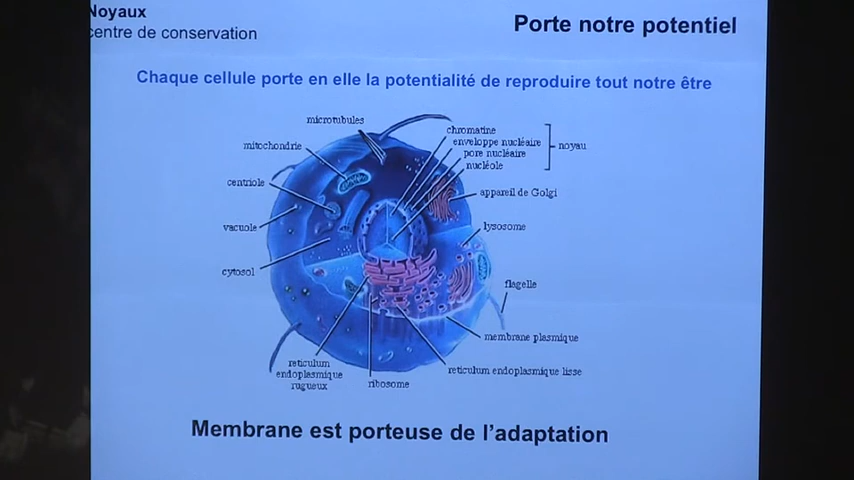 Noyaux
centre de conservation
Porte notre potentiel
Chaque cellule porte en elle la potentialité de reproduire tout notre être
microtubules
mitochondrie
centriole
vacuole
cytosol
reticulum
endoplasmique
rugueux
ribosome
chromatine
enveloppe nucléaire
pore nucléaire
nucléole
noyau
appareil de Golgi
lysosome
flagelle
membrane plasmique
reticulum endoplasmique lisse
Membrane est porteuse de l'adaptation